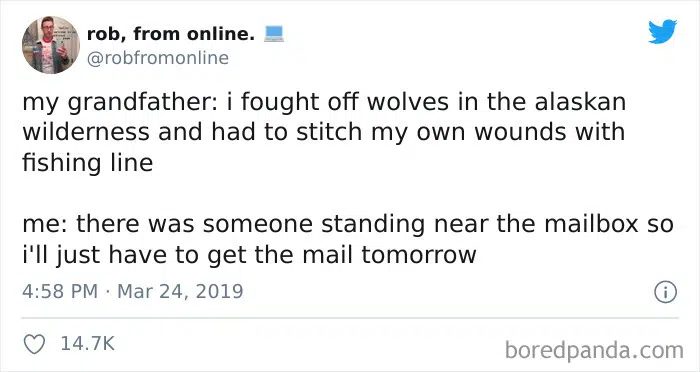 rob, from online. 💻
@robfromonline
my grandfather: i fought off wolves in the alaskan
wilderness and had to stitch my own wounds with
fishing line
me: there was someone standing near the mailbox so
i'll just have to get the mail tomorrow
4:58 PM · Mar 24, 2019
14.7K
boredpanda.com